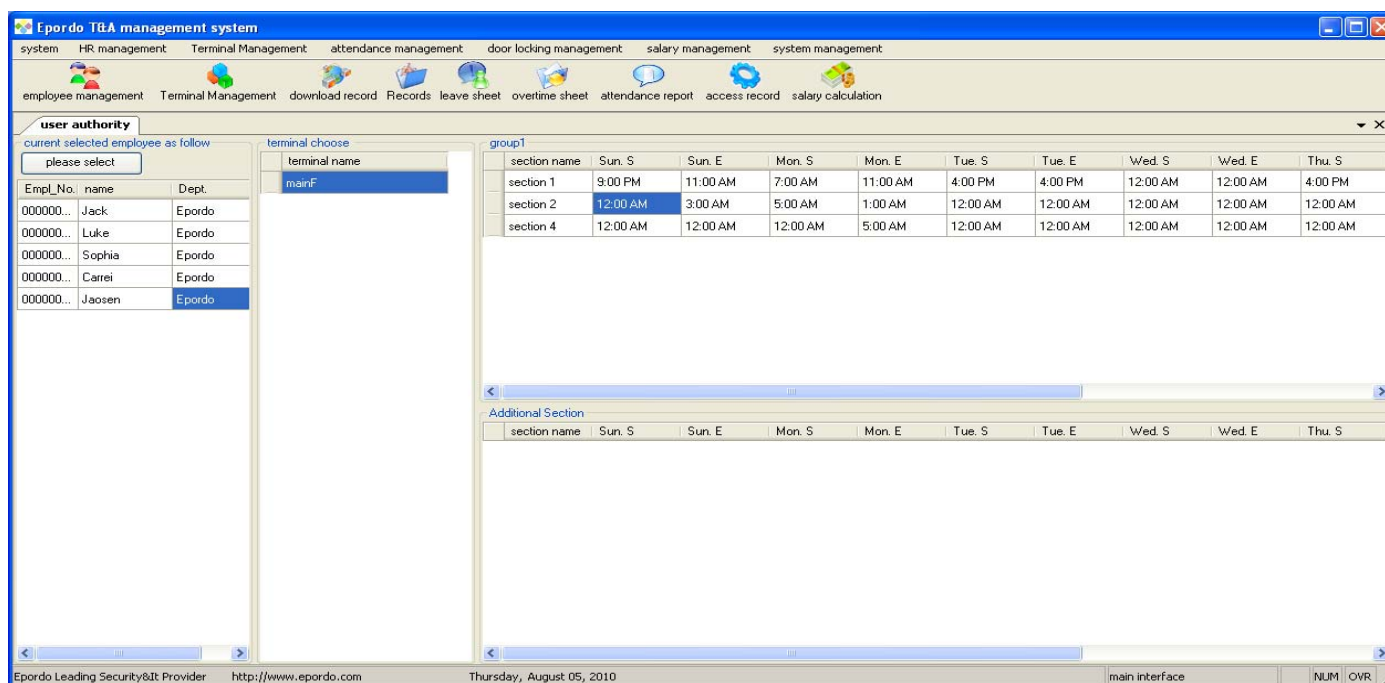 Epordo T&A management system
system HR management Terminal Management attendance management door locking management salary management system management
employee management Terminal Management download record Records leave sheet overtime sheet attendance report access record salary calculation
user authority
current selected employee as follow
please select
Empl_No. name Dept.
000000... Jack Epordo
000000... Luke Epordo
000000... Sophia Epordo
000000... Carrei Epordo
000000... Jaosen Epordo
terminal choose
terminal name
mainF
group1
section name Sun. S Sun. E Mon. S Mon. E Tue. S Tue. E Wed. S Wed. E Thu. S
section 1 9:00 PM 11:00 AM 7:00 AM 11:00 AM 4:00 PM 4:00 PM 12:00 AM 12:00 AM 4:00 PM
section 2 12:00 AM 3:00 AM 5:00 AM 1:00 AM 12:00 AM 12:00 AM 12:00 AM 12:00 AM 12:00 AM
section 4 12:00 AM 12:00 AM 12:00 AM 5:00 AM 12:00 AM 12:00 AM 12:00 AM 12:00 AM 12:00 AM
Additional Section
section name Sun. S Sun. E Mon. S Mon. E Tue. S Tue. E Wed. S Wed. E Thu. S
Epordo Leading Security&It Provider http://www.epordo.com Thursday, August 05, 2010 main interface NUM OVR